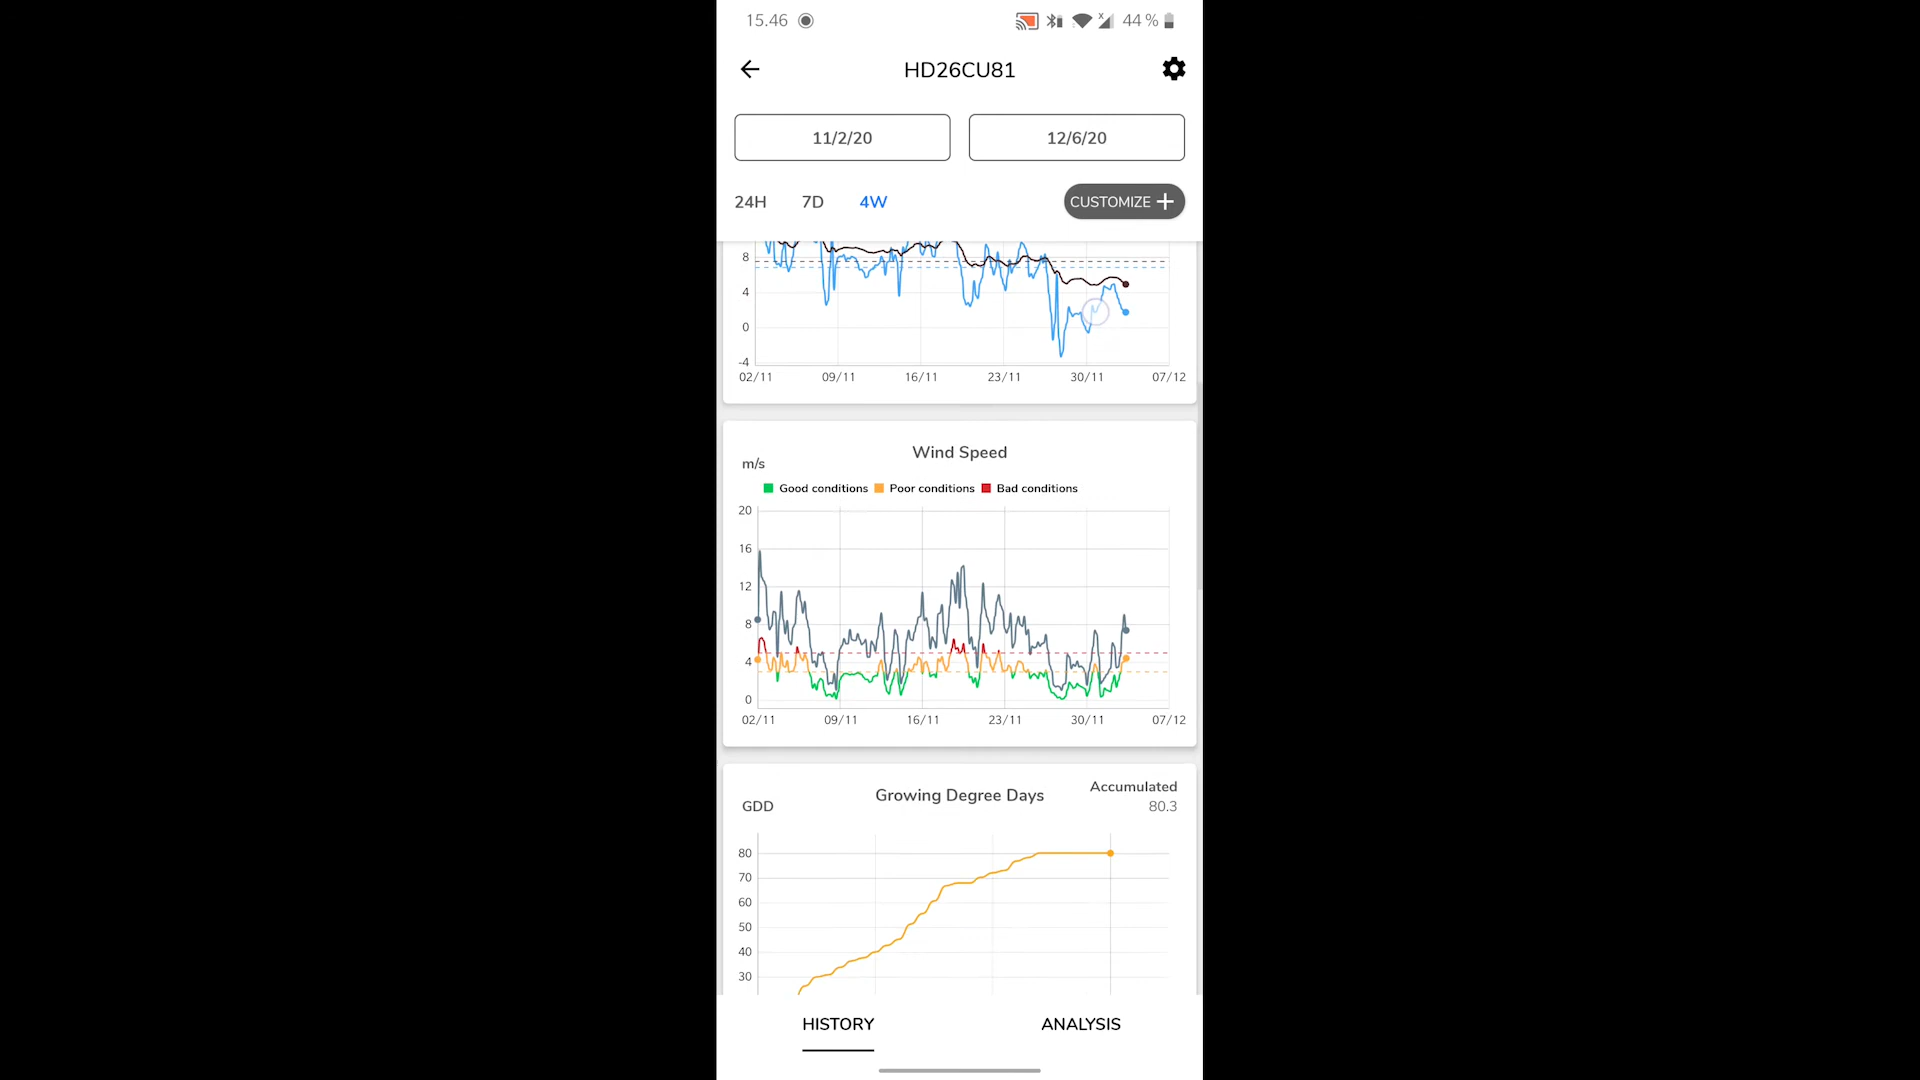 15.46 44 %
HD26CU81
11/2/20 12/6/20
24H 7D 4W CUSTOMIZE +
8
4
0
-4
02/11 09/11 16/11 23/11 30/11 07/12
Wind Speed
m/s
Good conditions Poor conditions Bad conditions
20
16
12
8
4
0
02/11 09/11 16/11 23/11 30/11 07/12
Growing Degree Days Accumulated
GDD 80.3
80
70
60
50
40
30
HISTORY ANALYSIS